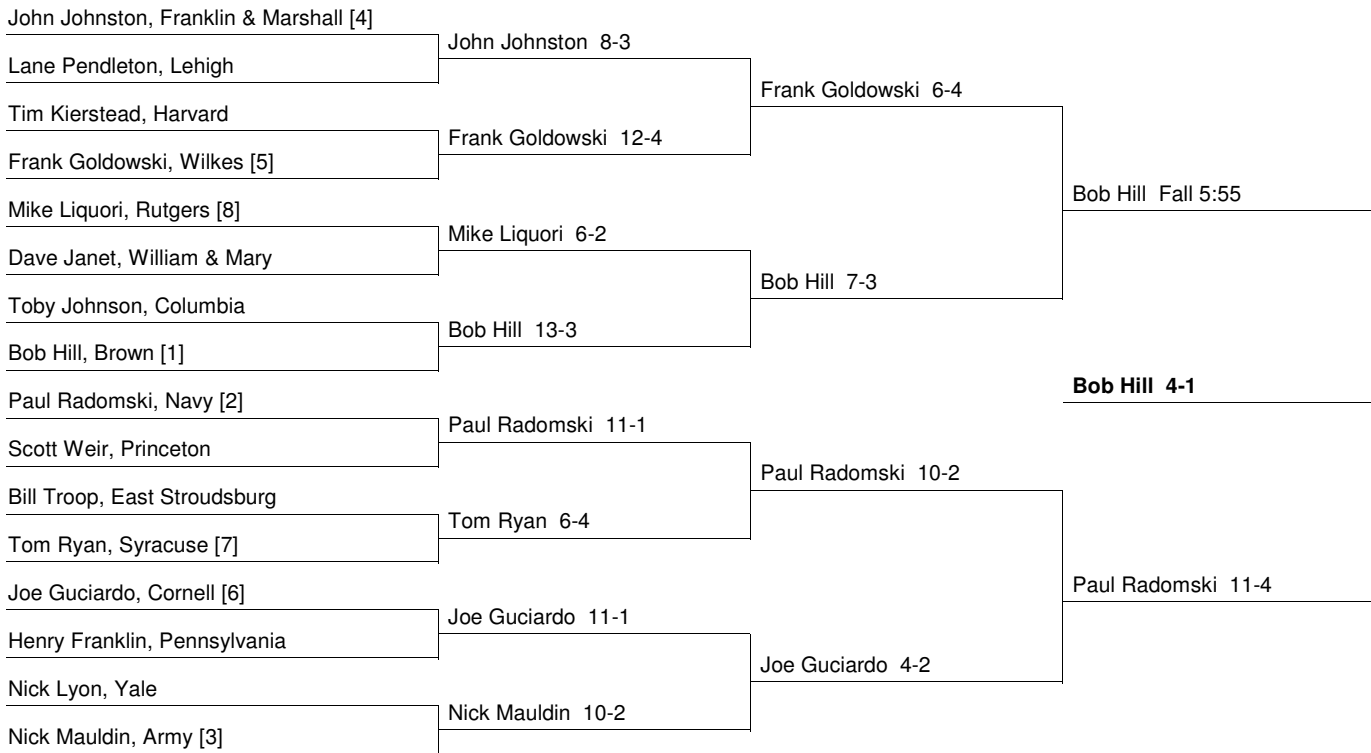 John Johnston, Franklin & Marshall [4]
Lane Pendleton, Lehigh
Tim Kierstead, Harvard
Frank Goldowski, Wilkes [5]
Mike Liquori, Rutgers [8]
Dave Janet, William & Mary
Toby Johnson, Columbia
Bob Hill, Brown [1]
Paul Radomski, Navy [2]
Scott Weir, Princeton
Bill Troop, East Stroudsburg
Tom Ryan, Syracuse [7]
Joe Guciardo, Cornell [6]
Henry Franklin, Pennsylvania
Nick Lyon, Yale
Nick Mauldin, Army [3]
John Johnston 8-3
Frank Goldowski 12-4
Mike Liquori 6-2
Bob Hill 13-3
Paul Radomski 11-1
Tom Ryan 6-4
Joe Guciardo 11-1
Nick Mauldin 10-2
Frank Goldowski 6-4
Bob Hill 7-3
Paul Radomski 10-2
Joe Guciardo 4-2
Bob Hill Fall 5:55
Paul Radomski 11-4
Bob Hill 4-1